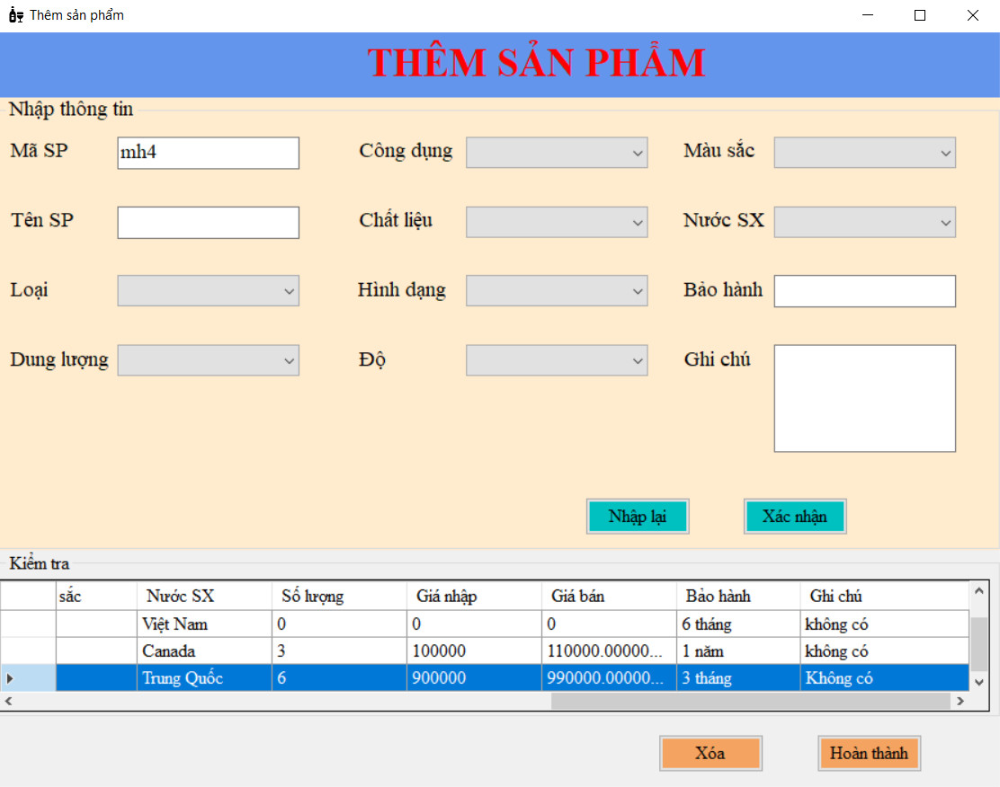 Thêm sản phẩm
THÊM SẢN PHẨM
Nhập thông tin
Mã SP mh4 Công dụng Màu sắc
Tên SP Chất liệu Nước SX
Loại Hình dạng Bảo hành
Dung lượng Độ Ghi chú
Nhập lại Xác nhận
Kiểm tra
sắc Nước SX Số lượng Giá nhập Giá bán Bảo hành Ghi chú
Việt Nam 0 0 0 6 tháng không có
Canada 3 100000 110000.00000... 1 năm không có
Trung Quốc 6 900000 990000.00000... 3 tháng Không có
Xóa Hoàn thành